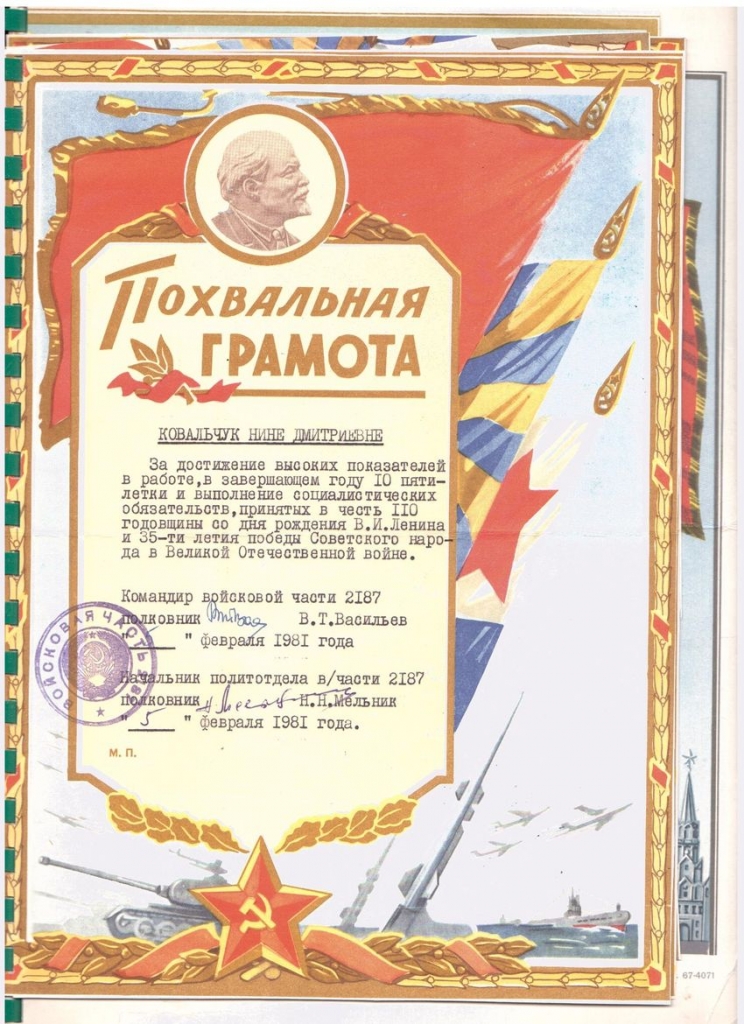 ПОХВАЛЬНАЯ
ГРАМОТА
КОВАЛЬЧУК НИНЕ ДМИТРИЕВНЕ
За достижение высоких показателей
в работе, в завершающем году 10 пяти-
летки и выполнение социалистических
обязательств, принятых в честь 110
годовщины со дня рождения В.И.Ленина
и 35-ти летия победы Советского наро-
да в Великой Отечественной войне.
Командир войсковой части 2187
полковник В.Т.Васильев
" " февраля 1981 года
Начальник политотдела в/части 2187
полковник Н.Н.Мельник
" 5 " февраля 1981 года.
М. П.
ВОЙСКОВАЯ ЧАСТЬ
67-4071